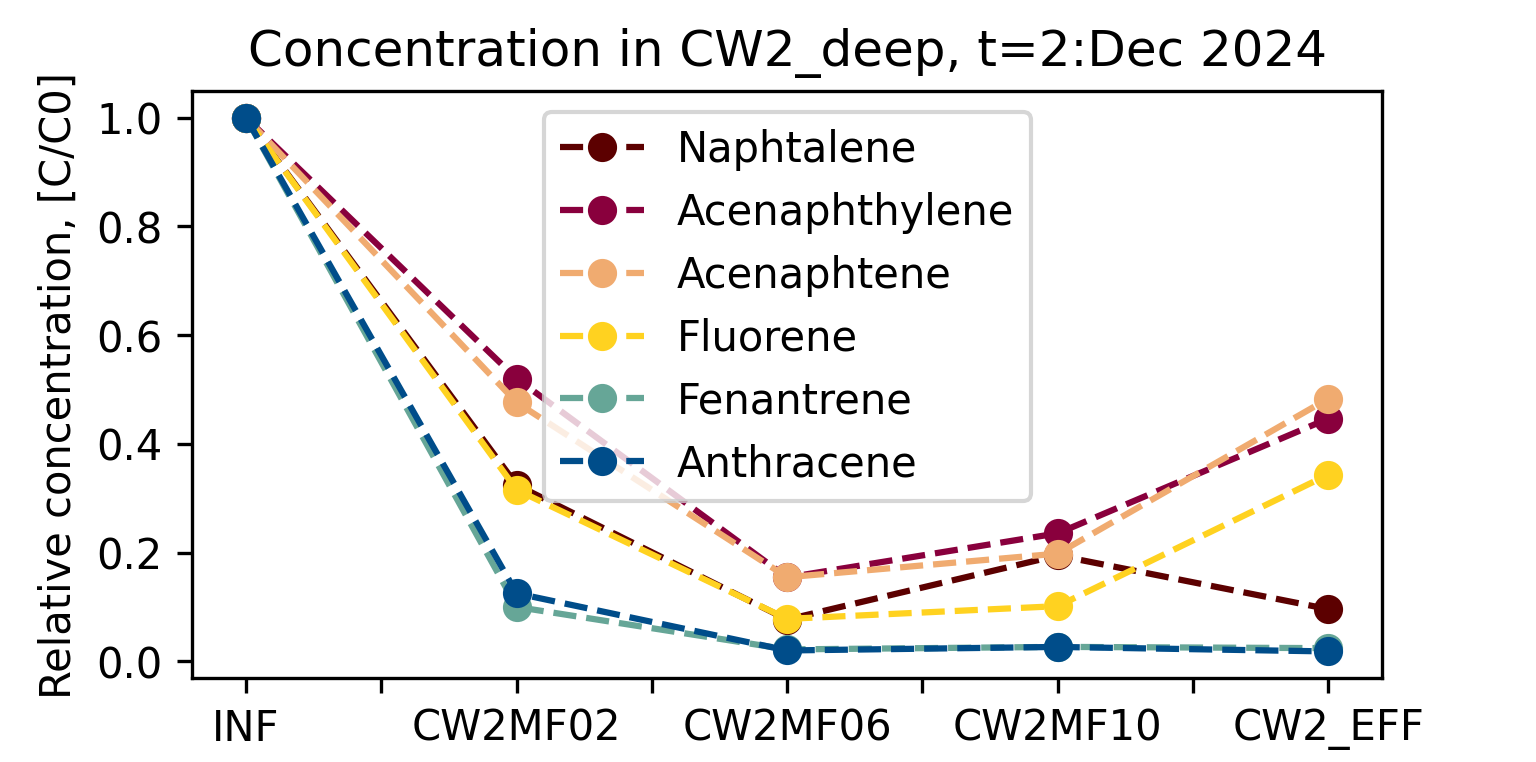 Concentration in CW2_deep, t=2:Dec 2024
Relative concentration, [C/C0]
1.0
0.8
0.6
0.4
0.2
0.0
Naphtalene
Acenaphthylene
Acenaphtene
Fluorene
Fenantrene
Anthracene
INF
CW2MF02
CW2MF06
CW2MF10
CW2_EFF